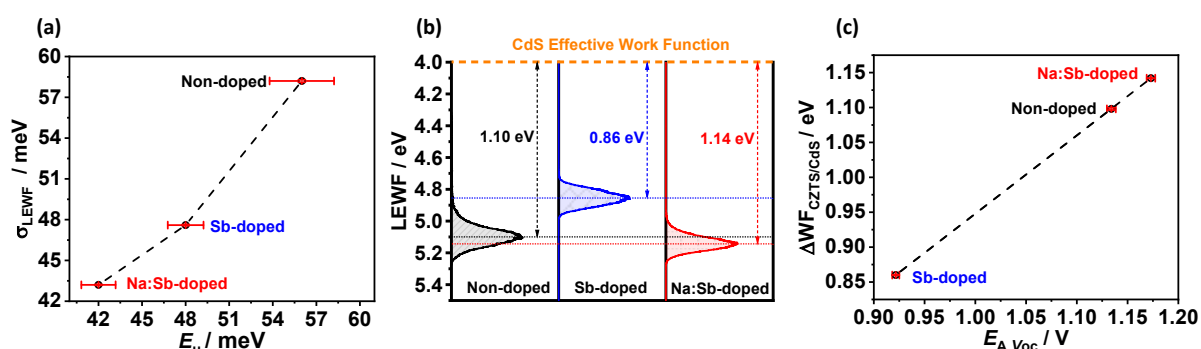 (a)
σLEWF / meV
60
57
54
51
48
45
42
Non-doped
Sb-doped
Na:Sb-doped
42
48
54
60
Eu / meV
(b)
CdS Effective Work Function
LEWF / eV
4.0
4.2
4.4
4.6
4.8
5.0
5.2
5.4
1.10 eV
0.86 eV
1.14 eV
Non-doped
Sb-doped
Na:Sb-doped
(c)
ΔWFCZTS/CdS / eV
1.15
1.10
1.05
1.00
0.95
0.90
0.85
Na:Sb-doped
Non-doped
Sb-doped
0.90
0.95
1.00
1.05
1.10
1.15
1.20
EA,Voc / V